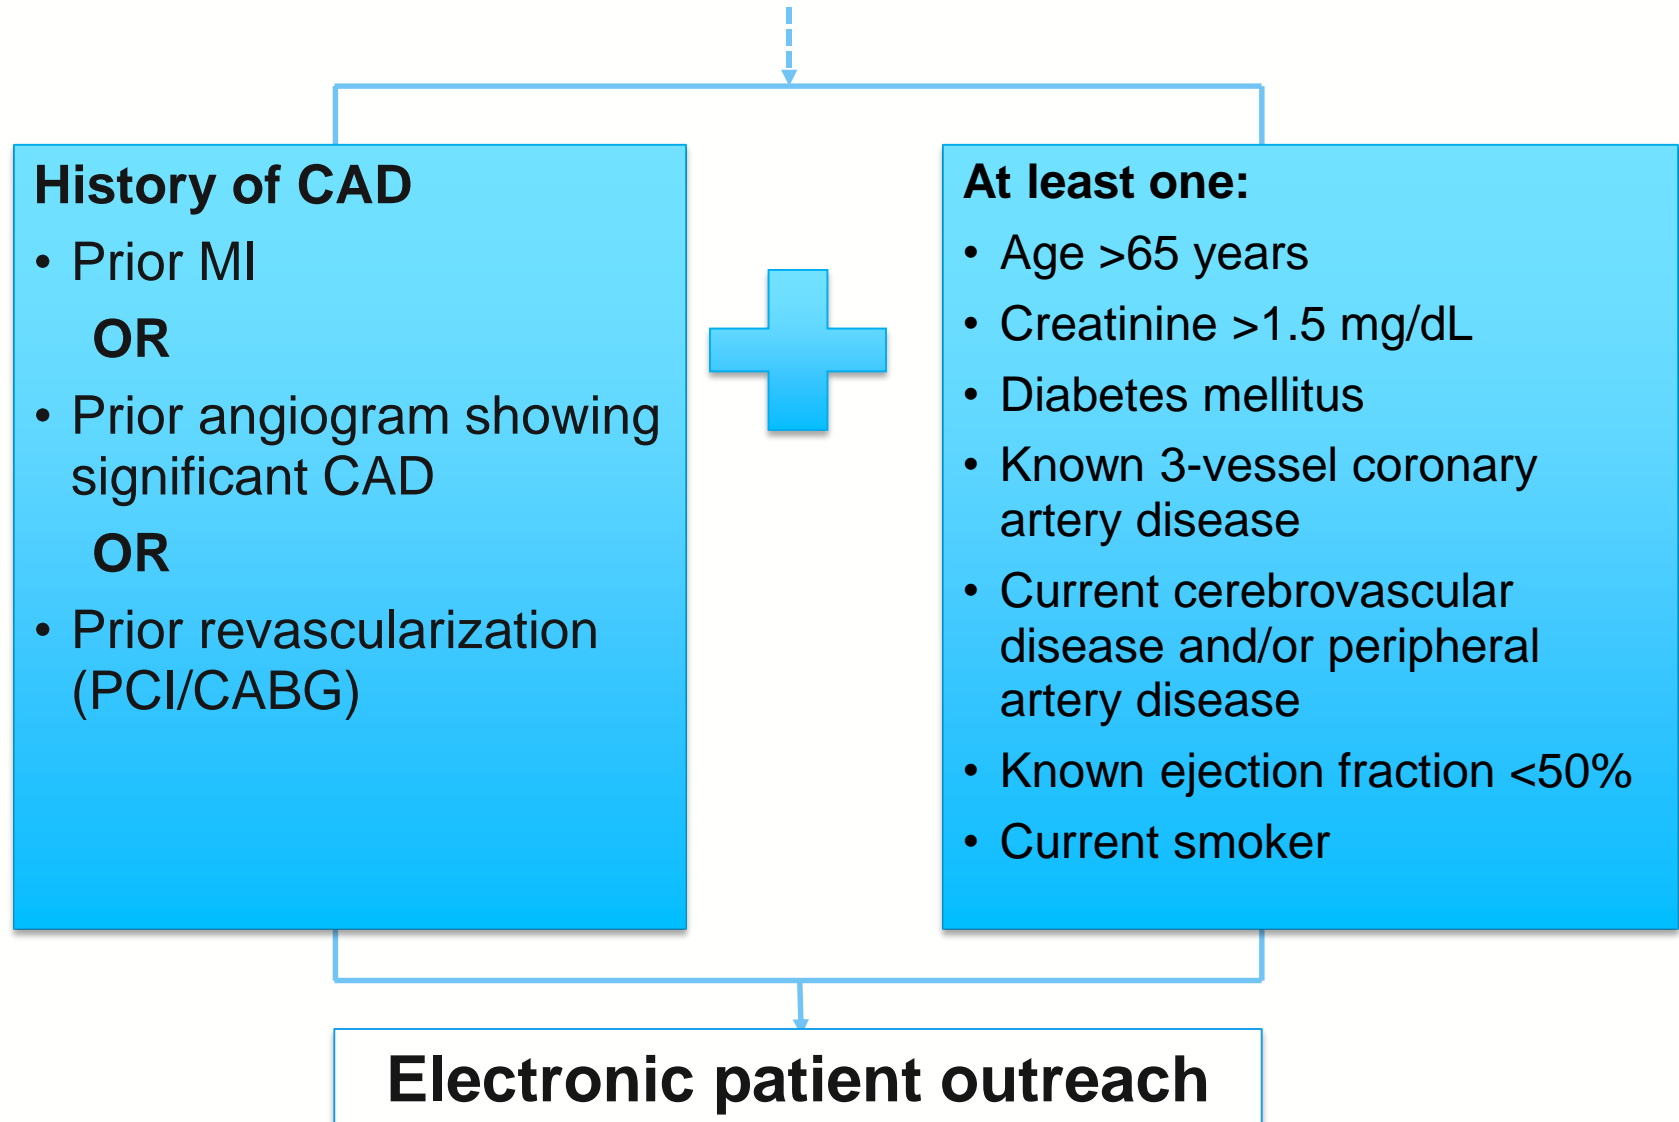 History of CAD
• Prior MI
OR
• Prior angiogram showing
significant CAD
OR
• Prior revascularization
(PCI/CABG)
At least one:
• Age >65 years
• Creatinine >1.5 mg/dL
• Diabetes mellitus
• Known 3-vessel coronary
artery disease
• Current cerebrovascular
disease and/or peripheral
artery disease
• Known ejection fraction <50%
• Current smoker
Electronic patient outreach